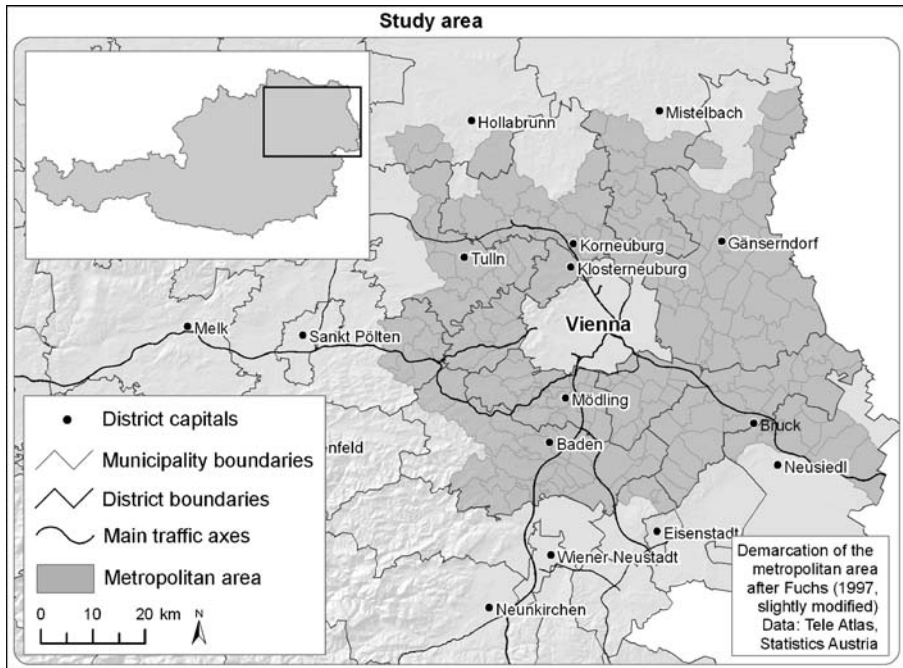 Study area
Hollabrunn
Mistelbach
Korneuburg
Gänserndorf
Tulln
Klosterneuburg
Vienna
Melk
Sankt Pölten
Mödling
Bruck
Baden
Neusiedl
enfeld
Eisenstadt
Wiener Neustadt
Neunkirchen
District capitals
Municipality boundaries
District boundaries
Main traffic axes
Metropolitan area
0 10 20 km
N
Demarcation of the
metropolitan area
after Fuchs (1997,
slightly modified)
Data: Tele Atlas,
Statistics Austria